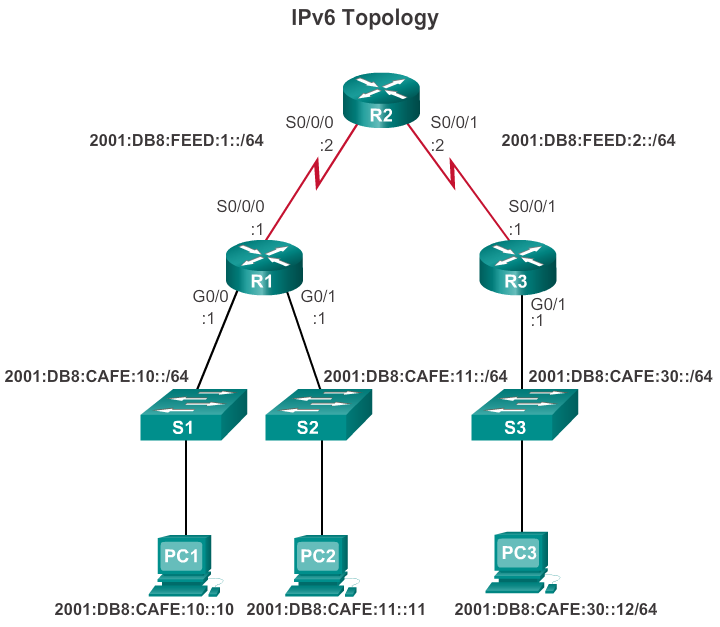 IPv6 Topology
R2
S0/0/0
S0/0/1
2001:DB8:FEED:1::/64
:2
:2
2001:DB8:FEED:2::/64
S0/0/0
S0/0/1
:1
:1
R1
R3
G0/0
G0/1
G0/1
:1
:1
:1
2001:DB8:CAFE:10::/64
2001:DB8:CAFE:11::/64
2001:DB8:CAFE:30::/64
S1
S2
S3
PC1
PC2
PC3
2001:DB8:CAFE:10::10
2001:DB8:CAFE:11::11
2001:DB8:CAFE:30::12/64